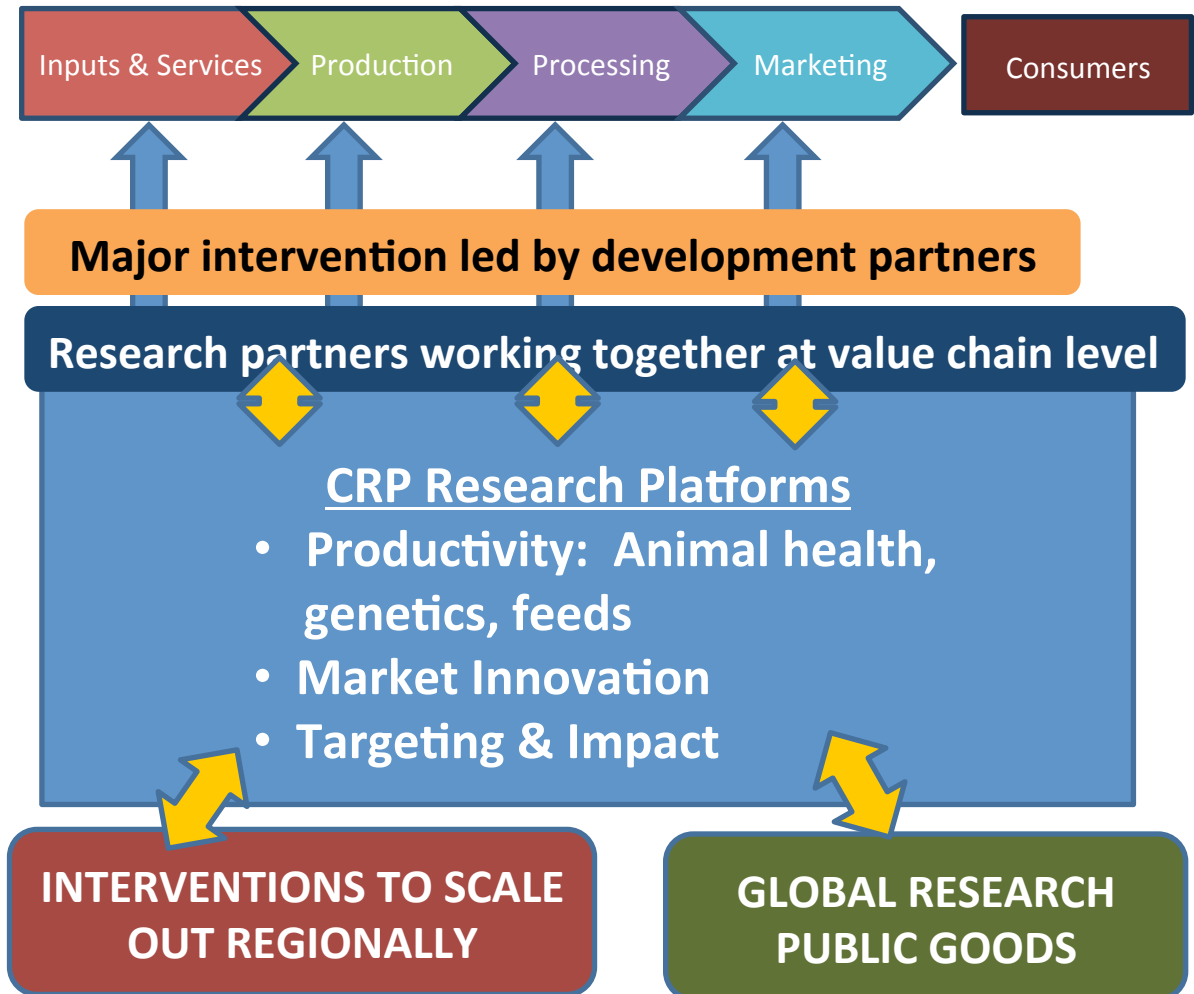 Inputs & Services
Production
Processing
Marketing
Consumers
Major intervention led by development partners
Research partners working together at value chain level
CRP Research Platforms
• Productivity: Animal health,
genetics, feeds
• Market Innovation
• Targeting & Impact
INTERVENTIONS TO SCALE
OUT REGIONALLY
GLOBAL RESEARCH
PUBLIC GOODS